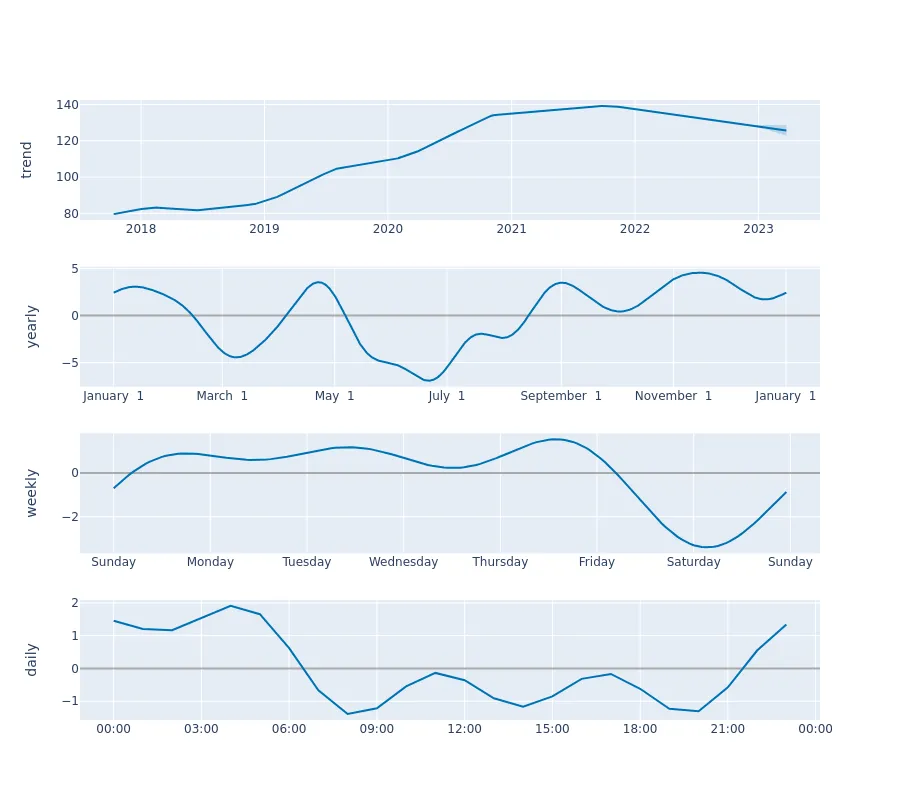 140
120
100
80
trend
2018 2019 2020 2021 2022 2023
5
0
−5
yearly
January 1 March 1 May 1 July 1 September 1 November 1 January 1
0
−2
weekly
Sunday Monday Tuesday Wednesday Thursday Friday Saturday Sunday
2
1
0
−1
daily
00:00 03:00 06:00 09:00 12:00 15:00 18:00 21:00 00:00